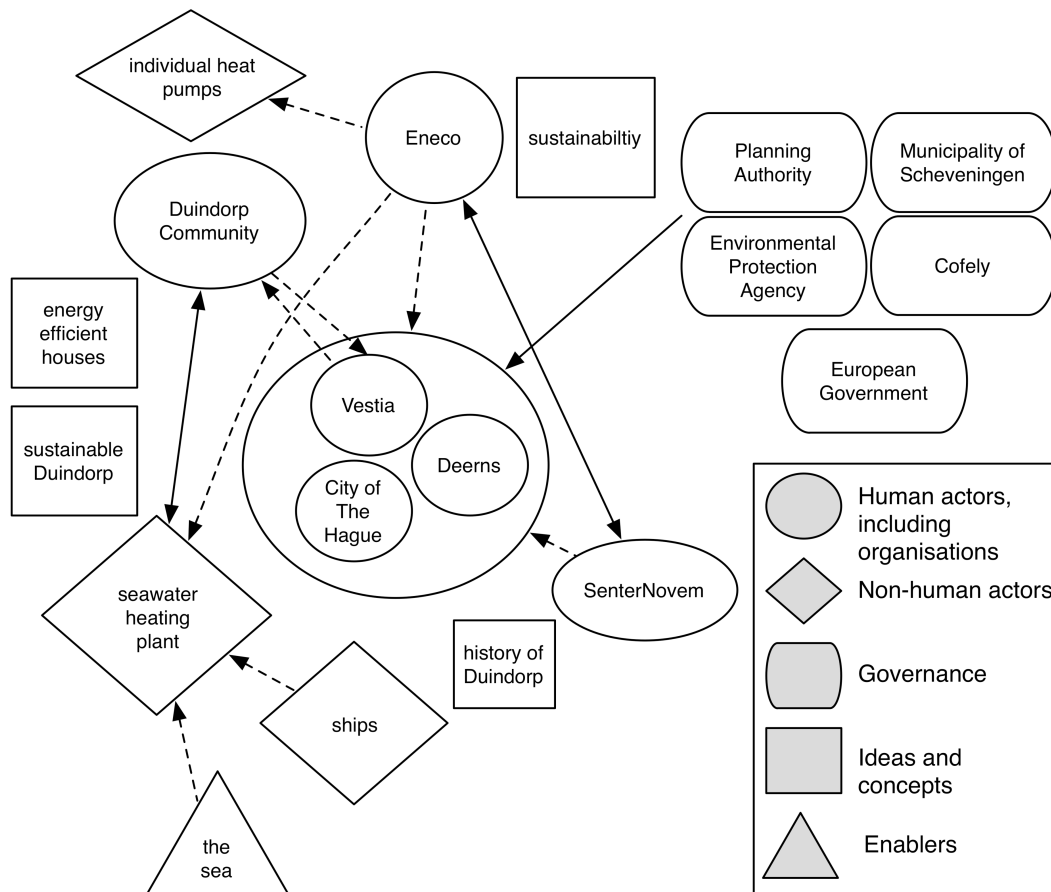 individual heat
pumps
Eneco
sustainabiltiy
Planning
Authority
Municipality of
Scheveningen
Duindorp
Community
Environmental
Protection
Agency
Cofely
energy
efficient
houses
European
Government
Vestia
sustainable
Duindorp
Deerns
City of
The
Hague
Human actors,
including
organisations
seawater
heating
plant
SenterNovem
Non-human actors
history of
Duindorp
Governance
ships
Ideas and
concepts
the
sea
Enablers